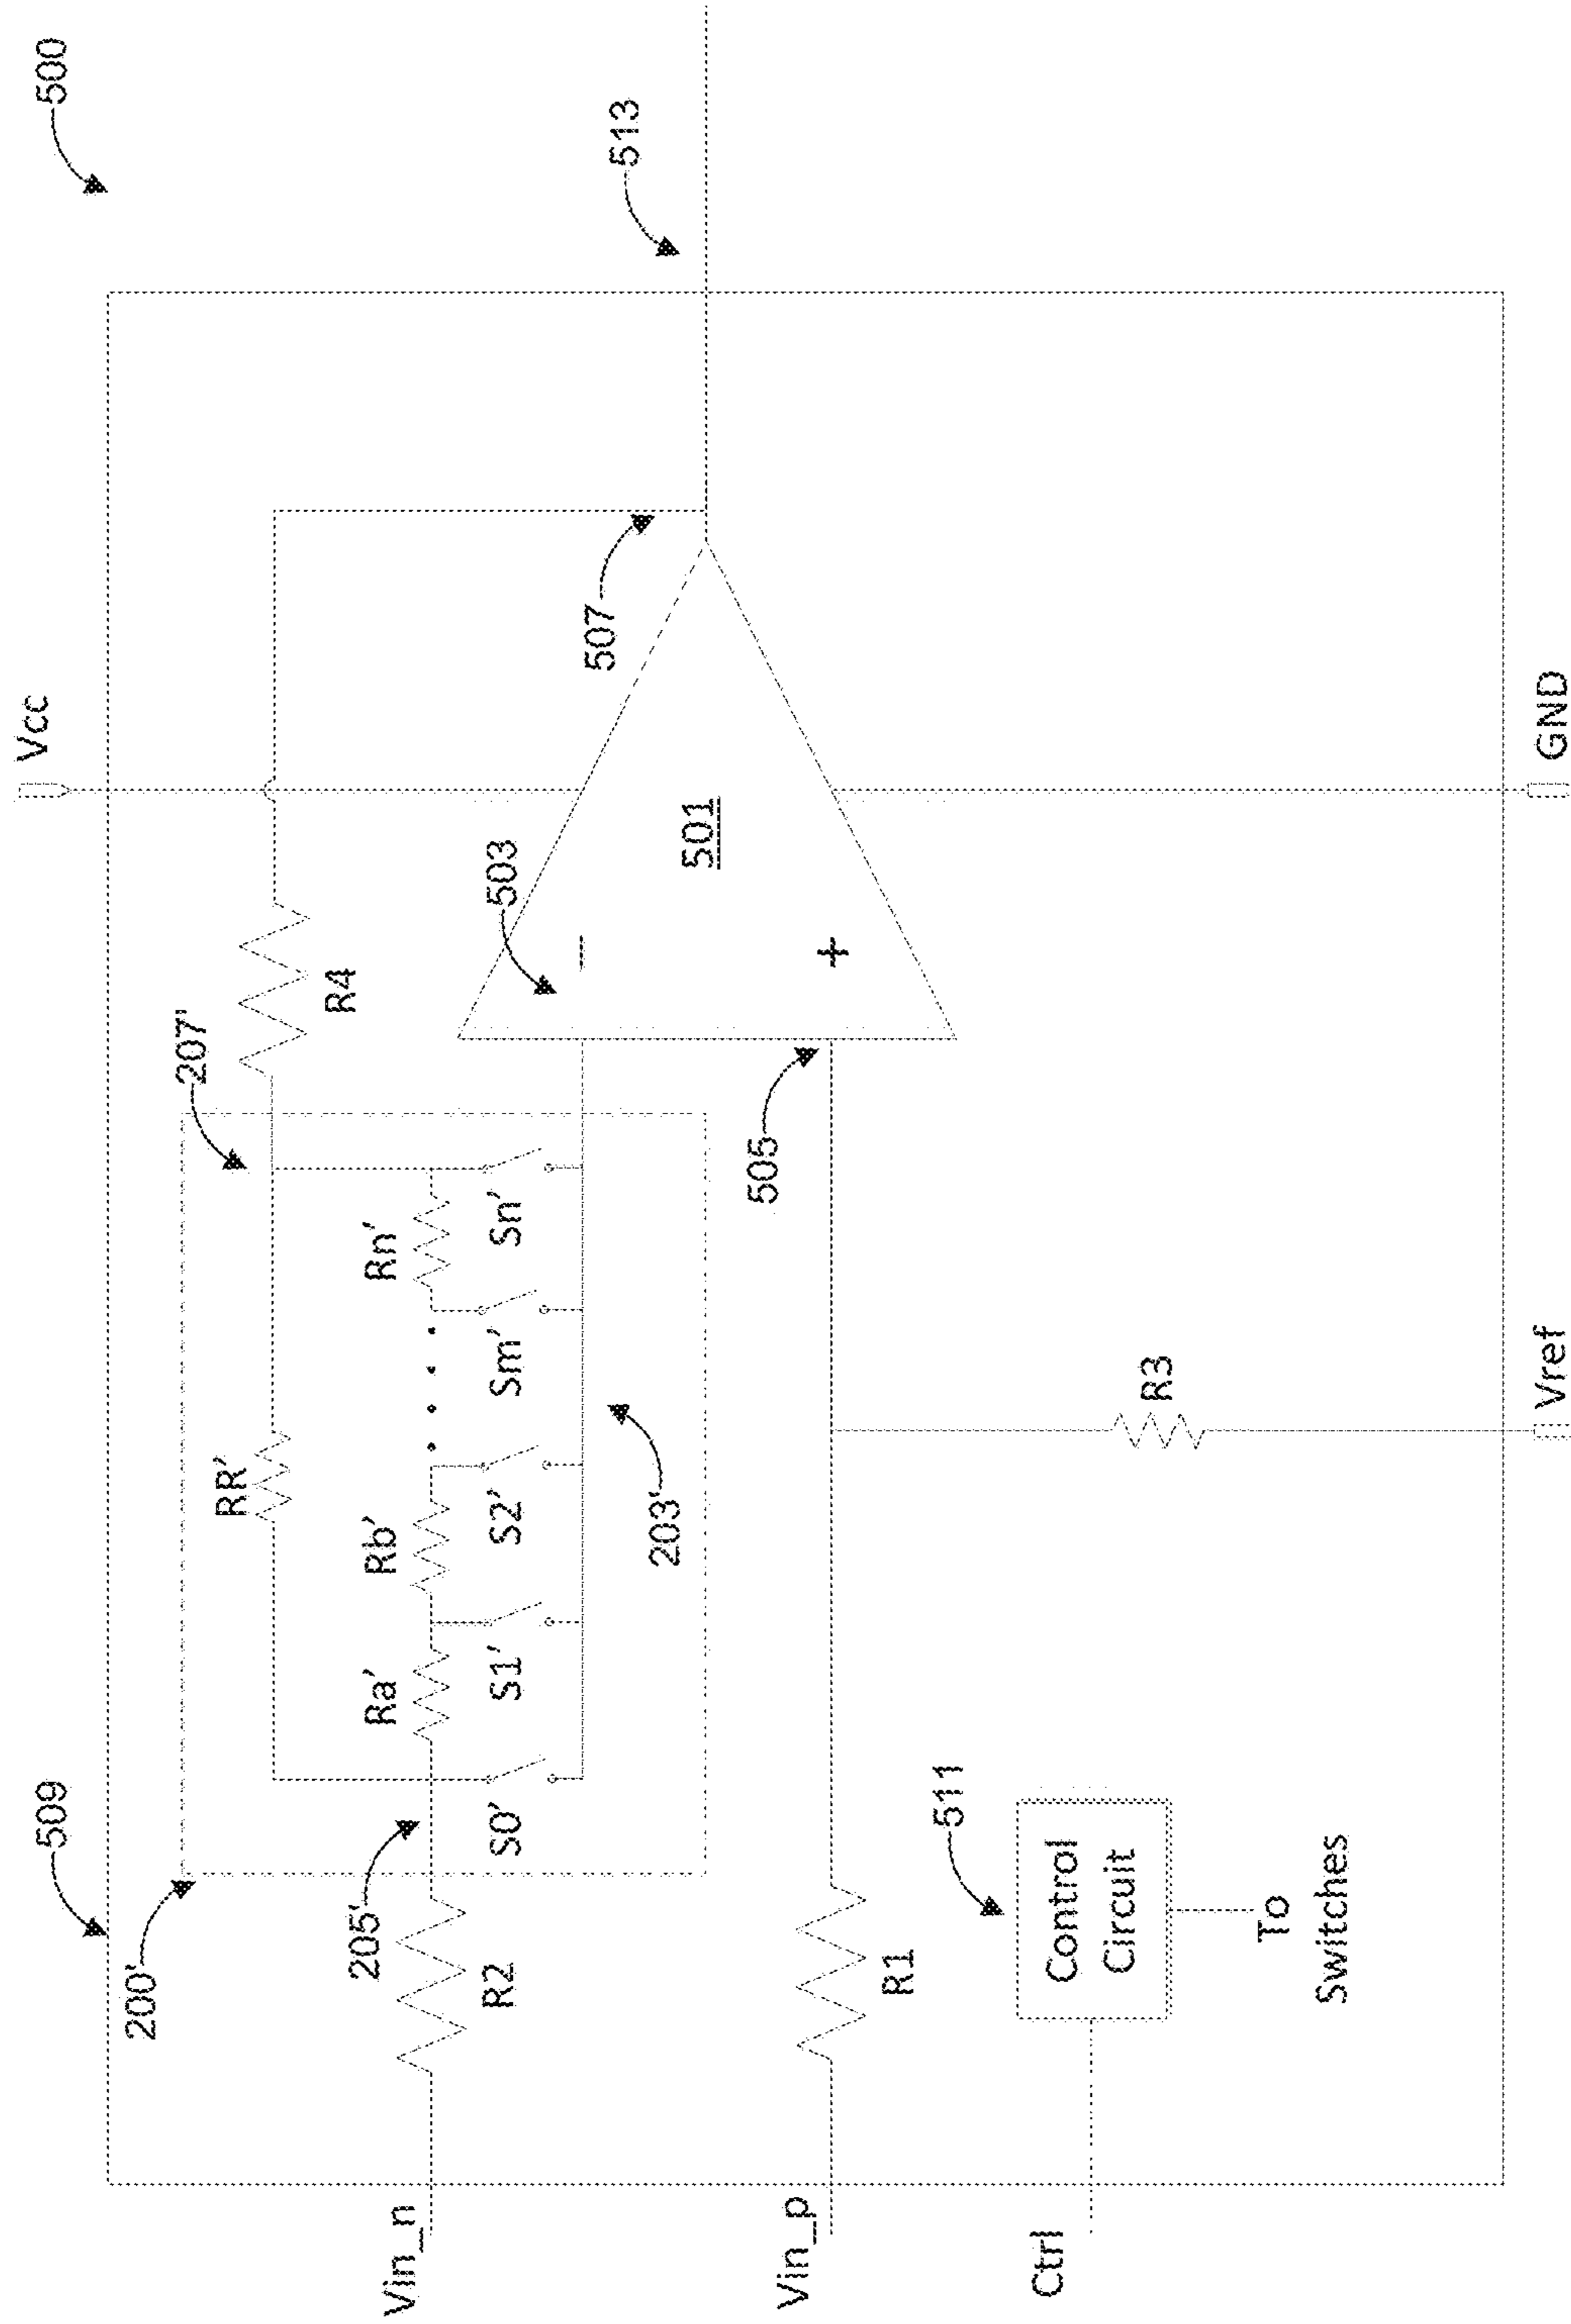 500
Vcc
509
200'
207'
RR'
R4
513
205'
Ra'
Rb'
Rn'
503
507
Vin_n
R2
S0'
S1'
S2'
Sm'
Sn'
501
−
+
203'
505
Vin_p
R1
511
Control
Circuit
Ctrl
To
Switches
R3
Vref
GND